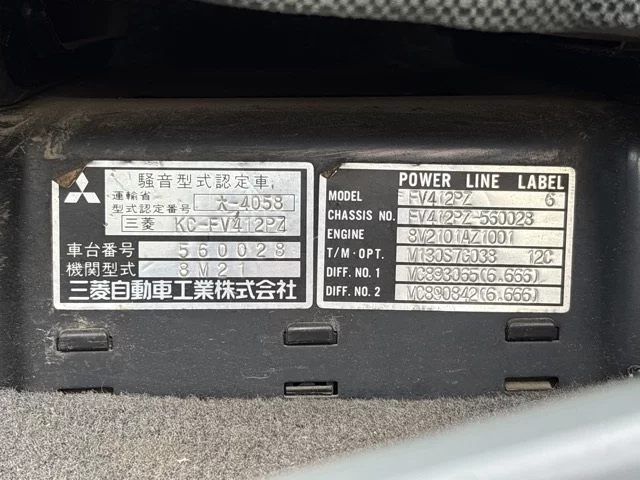 騒音型式認定車
運輸省
型式認定番号 大-4058
三菱 KC-FV412PZ
車台番号 560028
機関型式 8M21
三菱自動車工業株式会社
POWER LINE LABEL
MODEL FV412PZ 6
CHASSIS NO. FV412PZ-560028
ENGINE 8M2101AZ1001
T/M・OPT. M130S7G033 12C
DIFF. NO. 1 MC893065(6.666)
DIFF. NO. 2 MC890842(6.666)